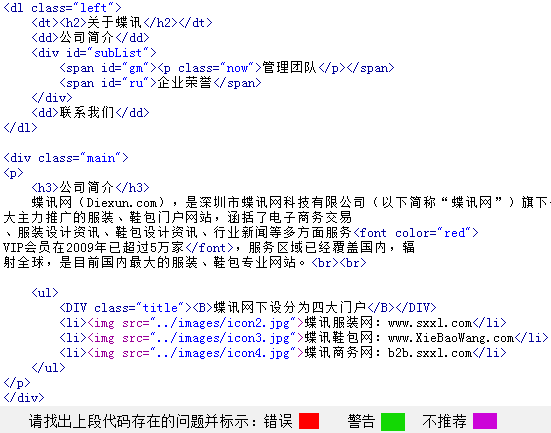 <dl class="left">
<dt><h2>关于蝶讯</h2></dt>
<dd>公司简介</dd>
<div id="subList">
<span id="gm"><p class="now">管理团队</p></span>
<span id="ru">企业荣誉</span>
</div>
<dd>联系我们</dd>
</dl>
<div class="main">
<p>
<h3>公司简介</h3>
蝶讯网（Diexun.com），是深圳市蝶讯网科技有限公司（以下简称“蝶讯网”）旗下
大主力推广的服装、鞋包门户网站，函括了电子商务交易
、服装设计资讯、鞋包设计资讯、行业新闻等多方面服务<font color="red">
VIP会员在2009年已超过5万家</font>，服务区域已经覆盖国内，辐
射全球，是目前国内最大的服装、鞋包专业网站。<br><br>
<ul>
<DIV class="title"><B>蝶讯网下设分为四大门户</B></DIV>
<li><img src="../images/icon2.jpg">蝶讯服装网：www.sxxl.com</li>
<li><img src="../images/icon3.jpg">蝶讯鞋包网：www.XieBaoWang.com</li>
<li><img src="../images/icon4.jpg">蝶讯商务网：b2b.sxxl.com</li>
</ul>
</p>
</div>
请找出上段代码存在的问题并标示：错误 警告 不推荐